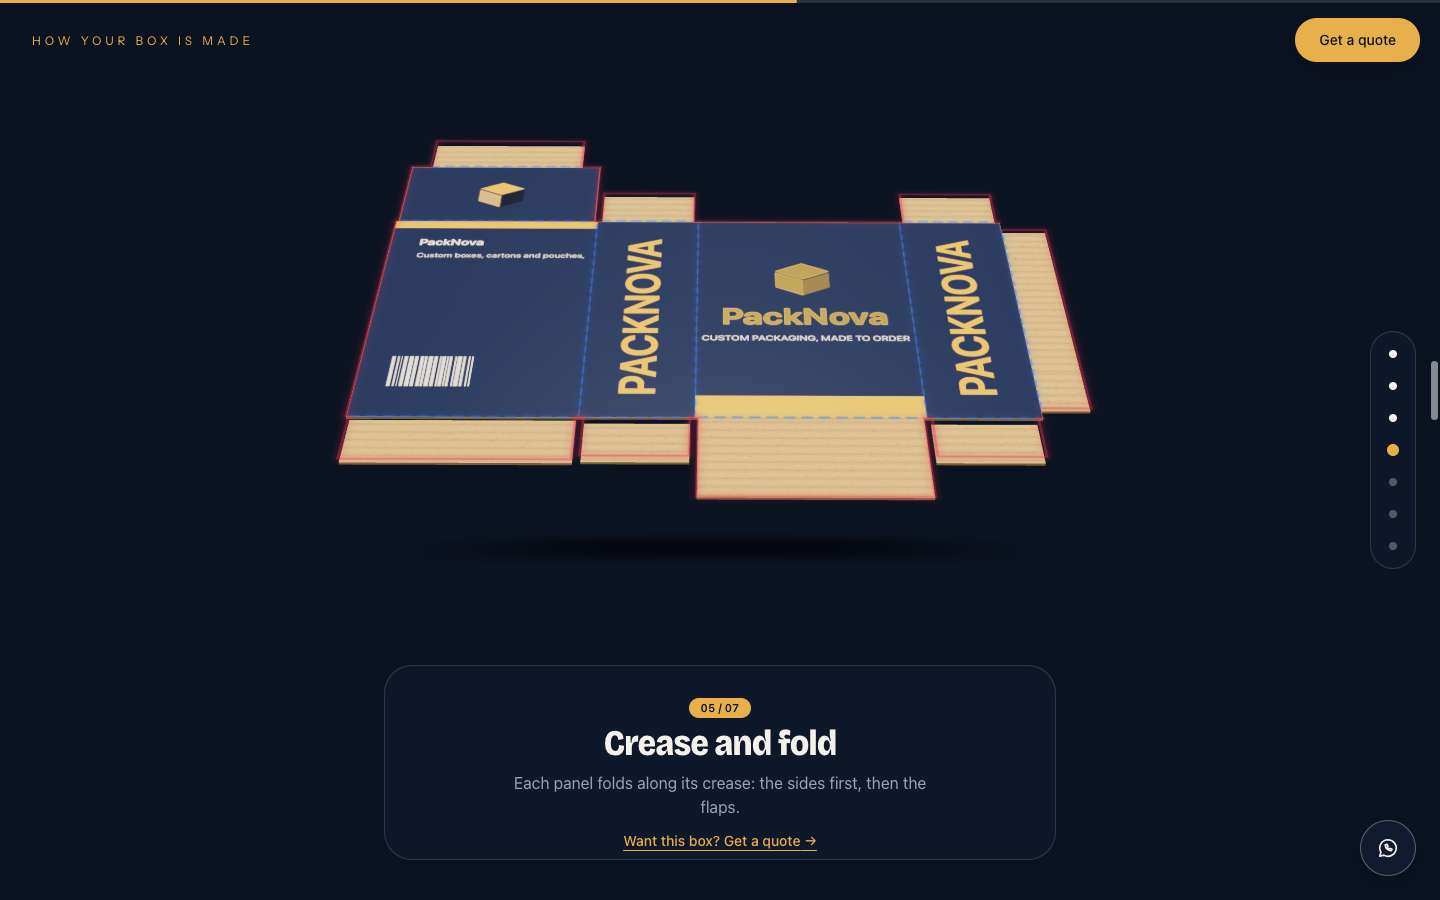 HOW YOUR BOX IS MADE
Get a quote
PackNova
Custom boxes, cartons and pouches,
PACKNOVA
PackNova
CUSTOM PACKAGING, MADE TO ORDER
PACKNOVA
05 / 07
Crease and fold
Each panel folds along its crease: the sides first, then the
flaps.
Want this box? Get a quote →